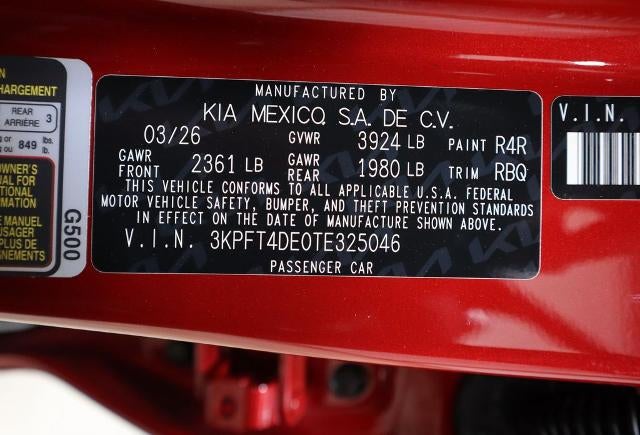 HARGEMENT
REAR
ARRIÈRE 3
849 lbs.
OWNER'S
G500
MANUFACTURED BY
KIA MEXICO, S.A. DE C.V.
03/26 GVWR 3924 LB PAINT R4R
GAWR FRONT 2361 LB GAWR REAR 1980 LB TRIM RBQ
THIS VEHICLE CONFORMS TO ALL APPLICABLE U.S.A. FEDERAL
MOTOR VEHICLE SAFETY, BUMPER, AND THEFT PREVENTION STANDARDS
IN EFFECT ON THE DATE OF MANUFACTURE SHOWN ABOVE.
V.I.N. 3KPFT4DE0TE325046
PASSENGER CAR
V.I.N.